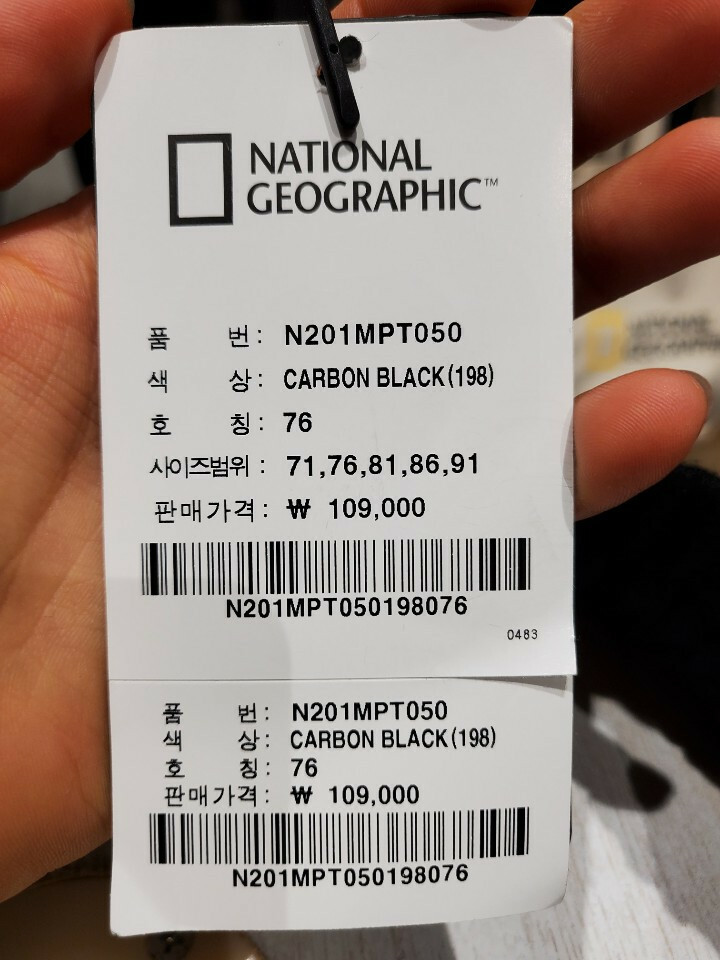 NATIONAL
GEOGRAPHIC™
품 번 : N201MPT050
색 상 : CARBON BLACK(198)
호 칭 : 76
사이즈범위 : 71,76,81,86,91
판매가격 : ₩ 109,000
N201MPT050198076
0483
품 번 : N201MPT050
색 상 : CARBON BLACK(198)
호 칭 : 76
판매가격 : ₩ 109,000
N201MPT050198076
NATIONAL
GEOGRAPHIC